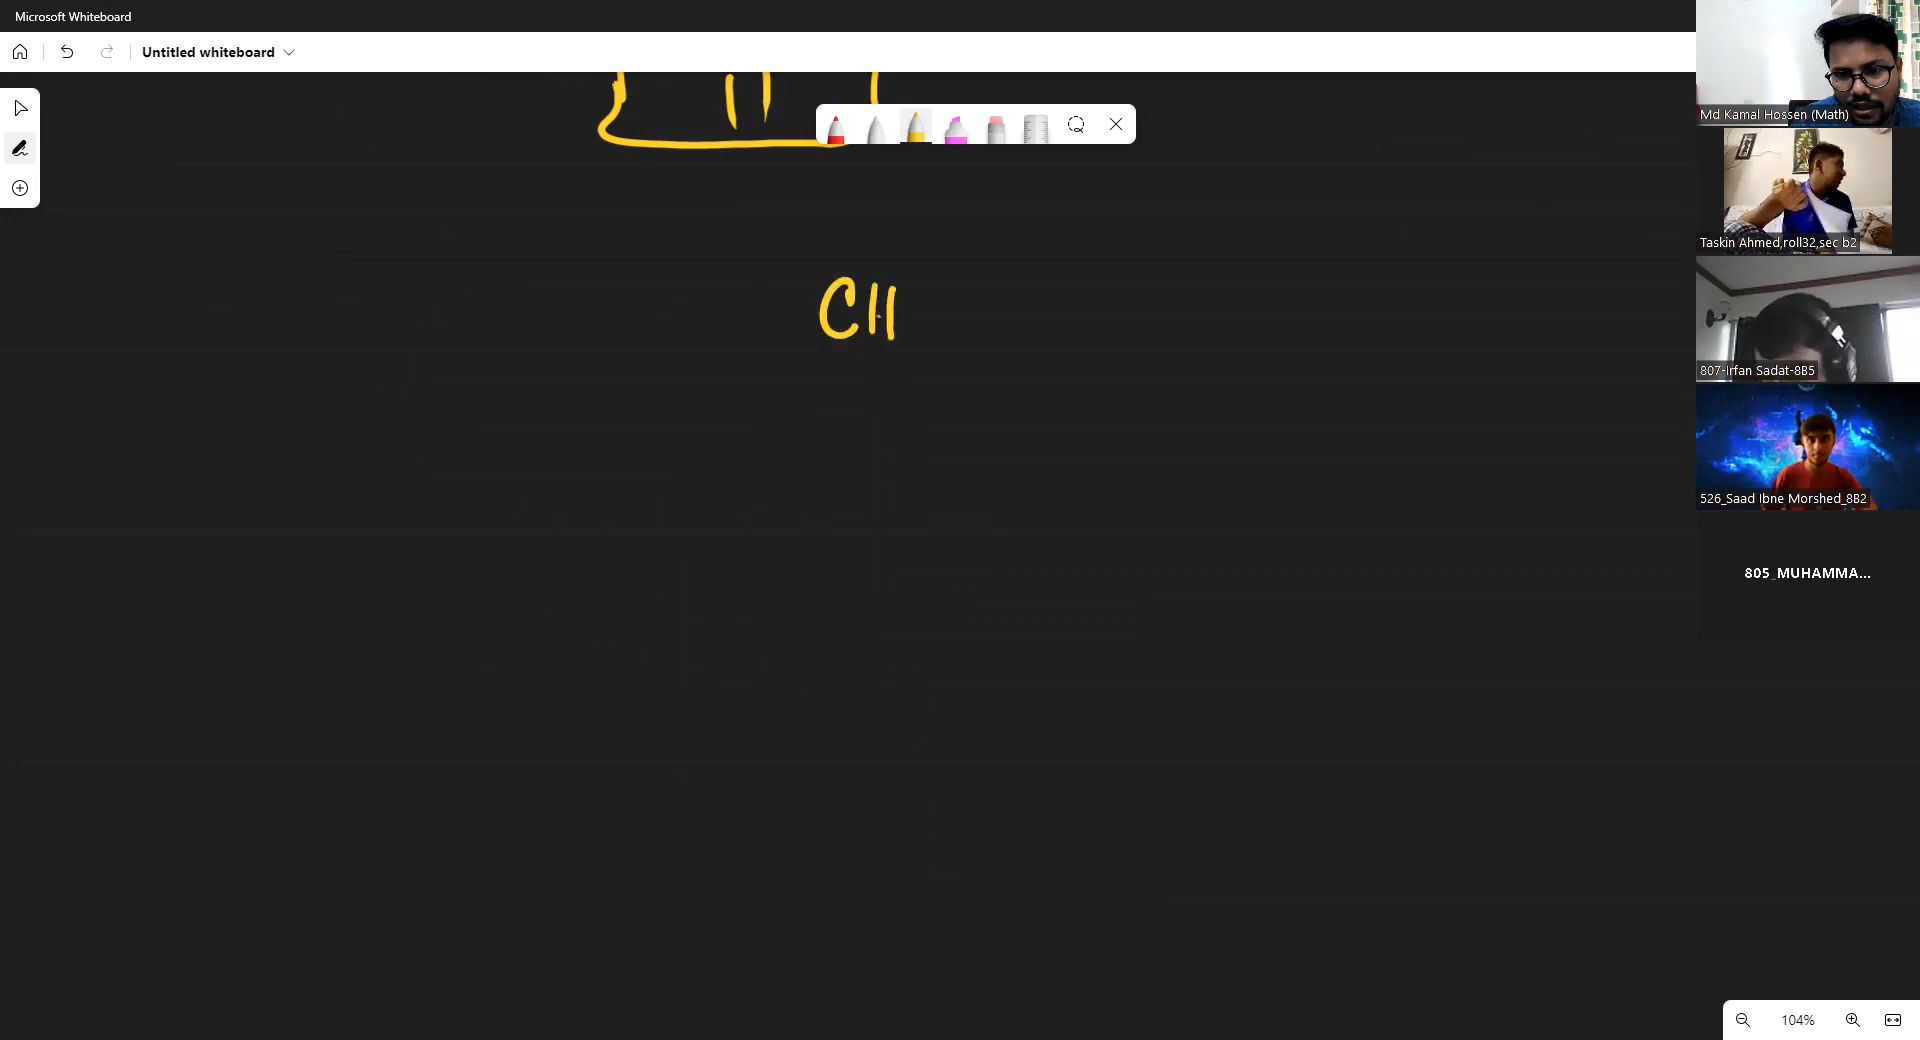 Microsoft Whiteboard
Untitled whiteboard
Md Kamal Hossen (Math)
Taskin Ahmed,roll32,sec b2
C11
807-Irfan Sadat-8B5
526_Saad Ibne Morshed_8B2
805_MUHAMMA...
104%